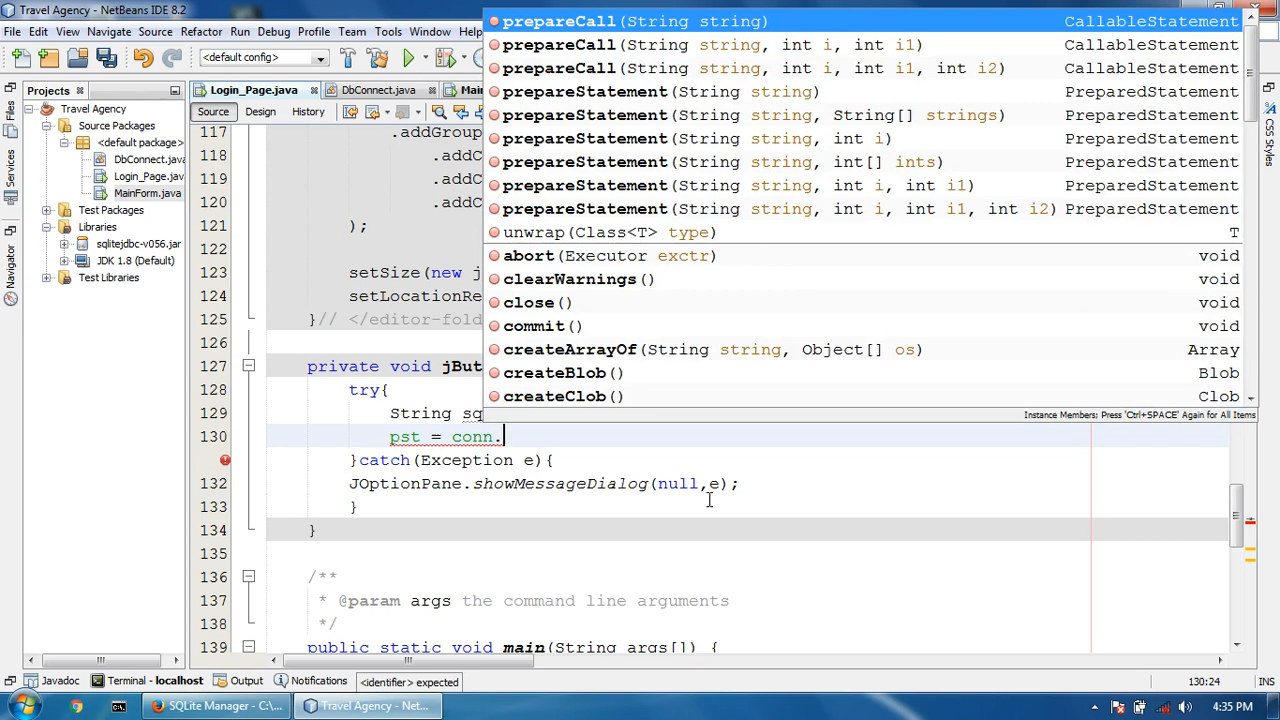 Travel Agency - NetBeans IDE 8.2
File Edit View Navigate Source Refactor Run Debug Profile Team Tools Window
<default config>
Projects
Login_Page.java
DbConnect.java
Source Design History
Files
Services
Navigator
CSS Styles
Travel Agency
Source Packages
<default package>
DbConnect.java
Login_Page.java
MainForm.java
Test Packages
Libraries
sqlitejdbc-v056.jar
JDK 1.8 (Default)
Test Libraries
prepareCall(String string) CallableStatement
prepareCall(String string, int i, int i1) CallableStatement
prepareCall(String string, int i, int i1, int i2) CallableStatement
prepareStatement(String string) PreparedStatement
prepareStatement(String string, String[] strings) PreparedStatement
prepareStatement(String string, int i) PreparedStatement
prepareStatement(String string, int[] ints) PreparedStatement
prepareStatement(String string, int i, int i1) PreparedStatement
prepareStatement(String string, int i, int i1, int i2) PreparedStatement
unwrap(Class<T> type) T
abort(Executor exctr) void
clearWarnings() void
close() void
commit() void
createArrayOf(String string, Object[] os) Array
createBlob() Blob
createClob() Clob
Instance Members; Press 'Ctrl+SPACE' Again for All Items
117 .addGroup
118 .addC
119 .addC
120 .addC
121 );
122
123 setSize(new j
124 setLocationRe
125 }// </editor-fold
126
127 private void jBut
128 try{
129 String sq
130 pst = conn.
}catch(Exception e){
132 JOptionPane.showMessageDialog(null,e);
133 }
134 }
135
136 /**
137 * @param args the command line arguments
138 */
139 public static void main(String args[]) {
Javadoc Terminal - localhost Output Notifications <identifier> expected 130:24 INS
SQLite Manager - C:\... Travel Agency - NetBe... 4:35 PM